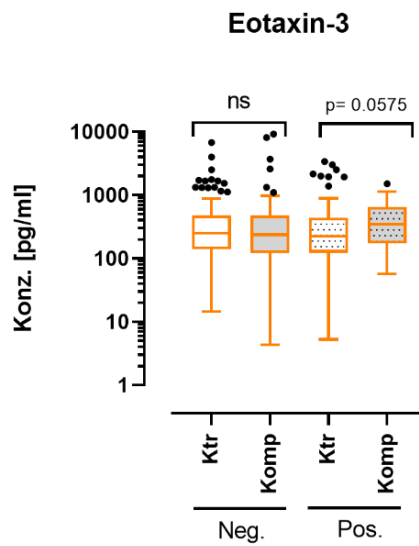 Eotaxin-3
ns
p= 0.0575
Konz. [pg/ml]
10000
1000
100
10
1
Ktr
Komp
Ktr
Komp
Neg.
Pos.